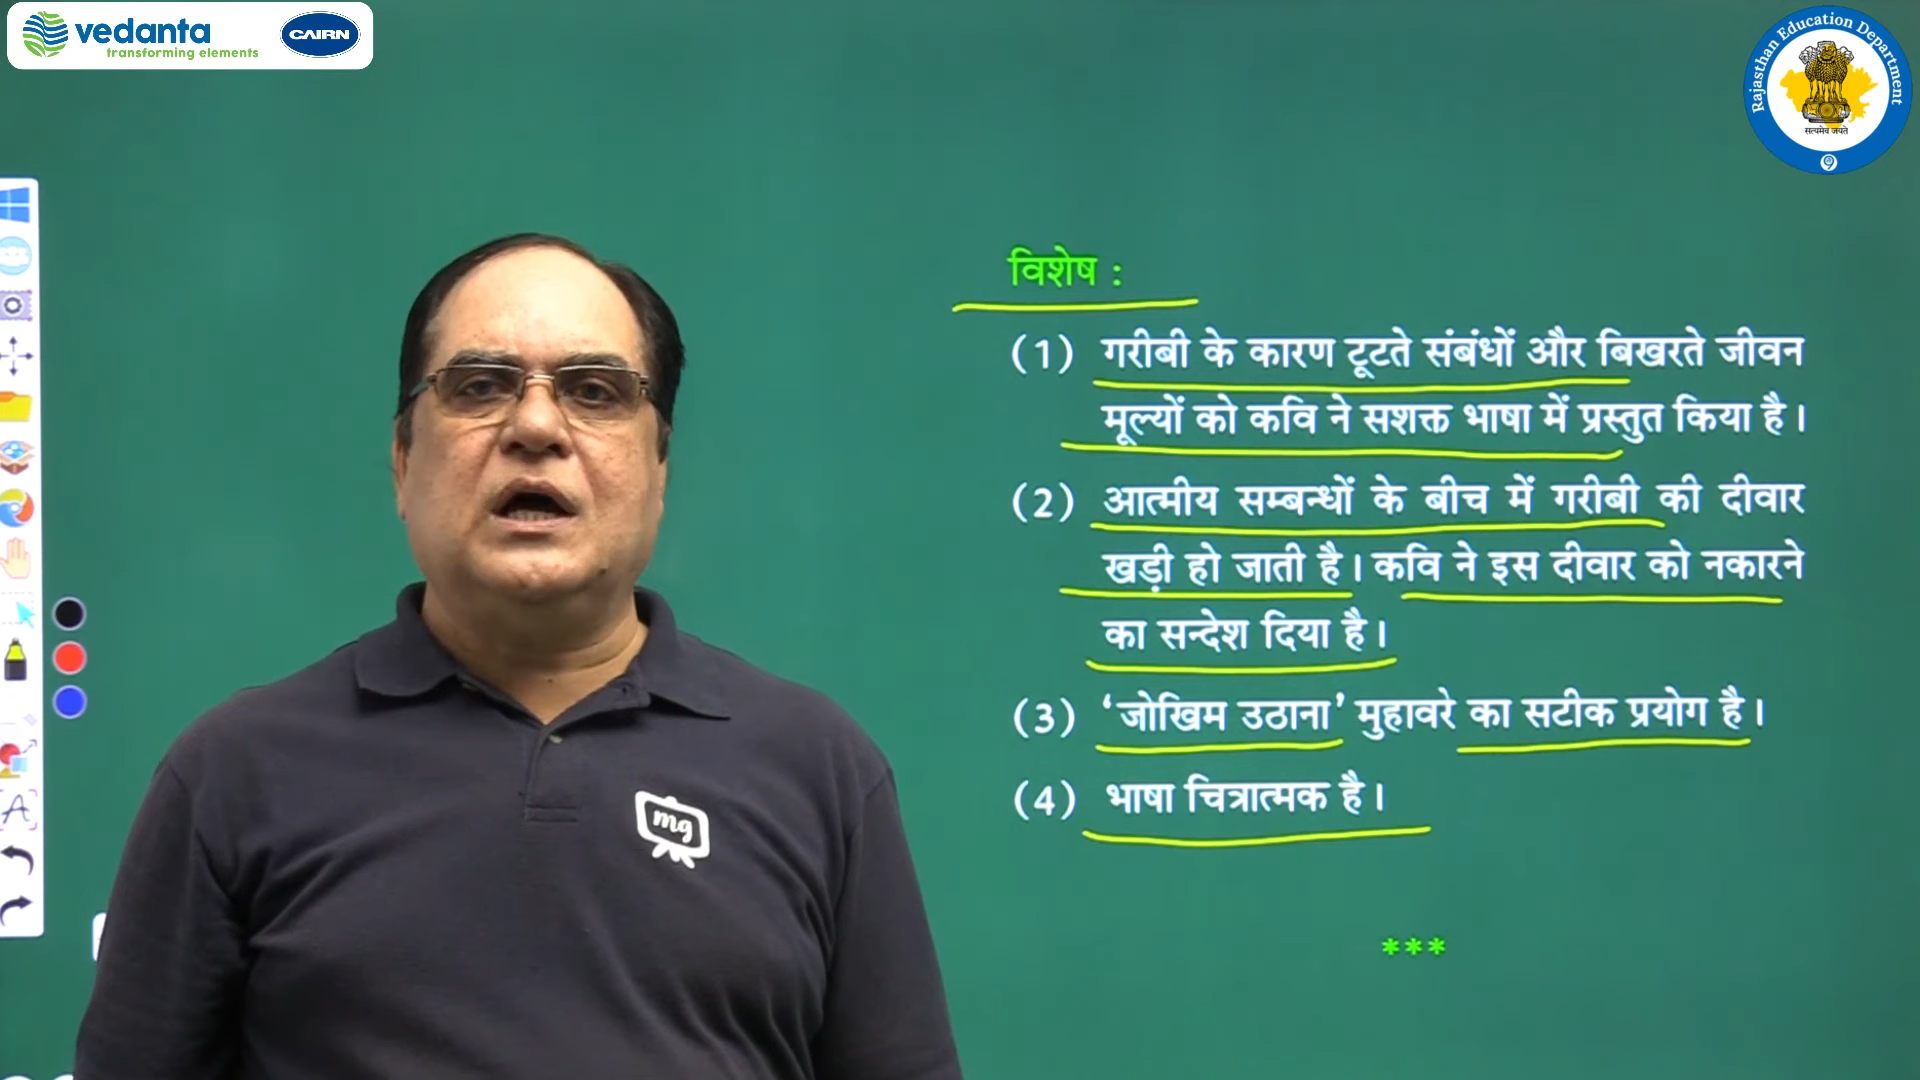 vedanta
transforming elements
CAIRN
Rajasthan Education Department
सत्यमेव जयते
विशेष :
(1) गरीबी के कारण टूटते संबंधों और बिखरते जीवन
मूल्यों को कवि ने सशक्त भाषा में प्रस्तुत किया है।
(2) आत्मीय सम्बन्धों के बीच में गरीबी की दीवार
खड़ी हो जाती है। कवि ने इस दीवार को नकारने
का सन्देश दिया है।
(3) ‘जोखिम उठाना’ मुहावरे का सटीक प्रयोग है।
(4) भाषा चित्रात्मक है।
***
mg
A